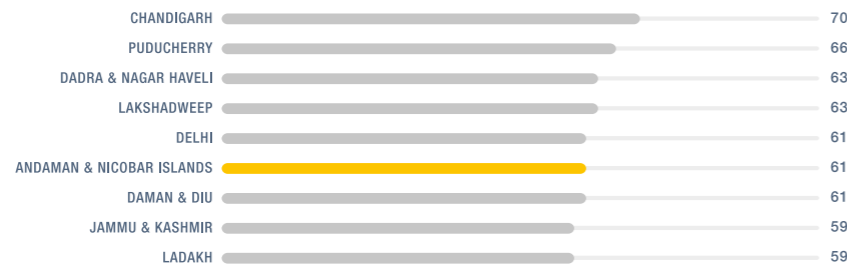 CHANDIGARH 70
PUDUCHERRY 66
DADRA & NAGAR HAVELI 63
LAKSHADWEEP 63
DELHI 61
ANDAMAN & NICOBAR ISLANDS 61
DAMAN & DIU 61
JAMMU & KASHMIR 59
LADAKH 59